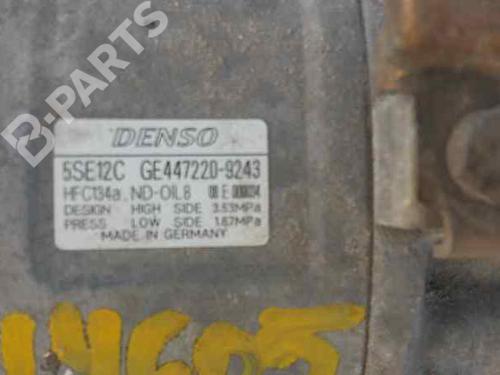 B-PARTS
DENSO
5SE12C GE447220-9243
HFC134a ND-OIL8
DESIGN HIGH SIDE 3.53MPa
PRESS LOW SIDE 1.67MPa
MADE IN GERMANY